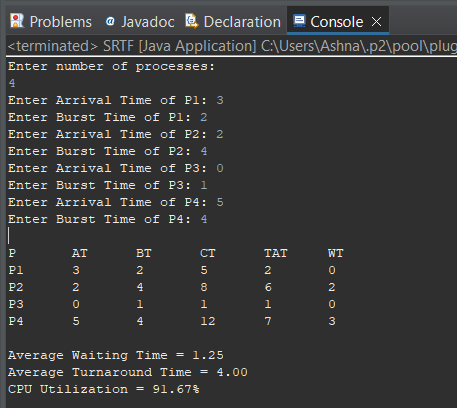 Problems @ Javadoc Declaration Console ×
<terminated> SRTF [Java Application] C:\Users\Ashna\.p2\pool\plug
Enter number of processes:
4
Enter Arrival Time of P1: 3
Enter Burst Time of P1: 2
Enter Arrival Time of P2: 2
Enter Burst Time of P2: 4
Enter Arrival Time of P3: 0
Enter Burst Time of P3: 1
Enter Arrival Time of P4: 5
Enter Burst Time of P4: 4
P AT BT CT TAT WT
P1 3 2 5 2 0
P2 2 4 8 6 2
P3 0 1 1 1 0
P4 5 4 12 7 3
Average Waiting Time = 1.25
Average Turnaround Time = 4.00
CPU Utilization = 91.67%